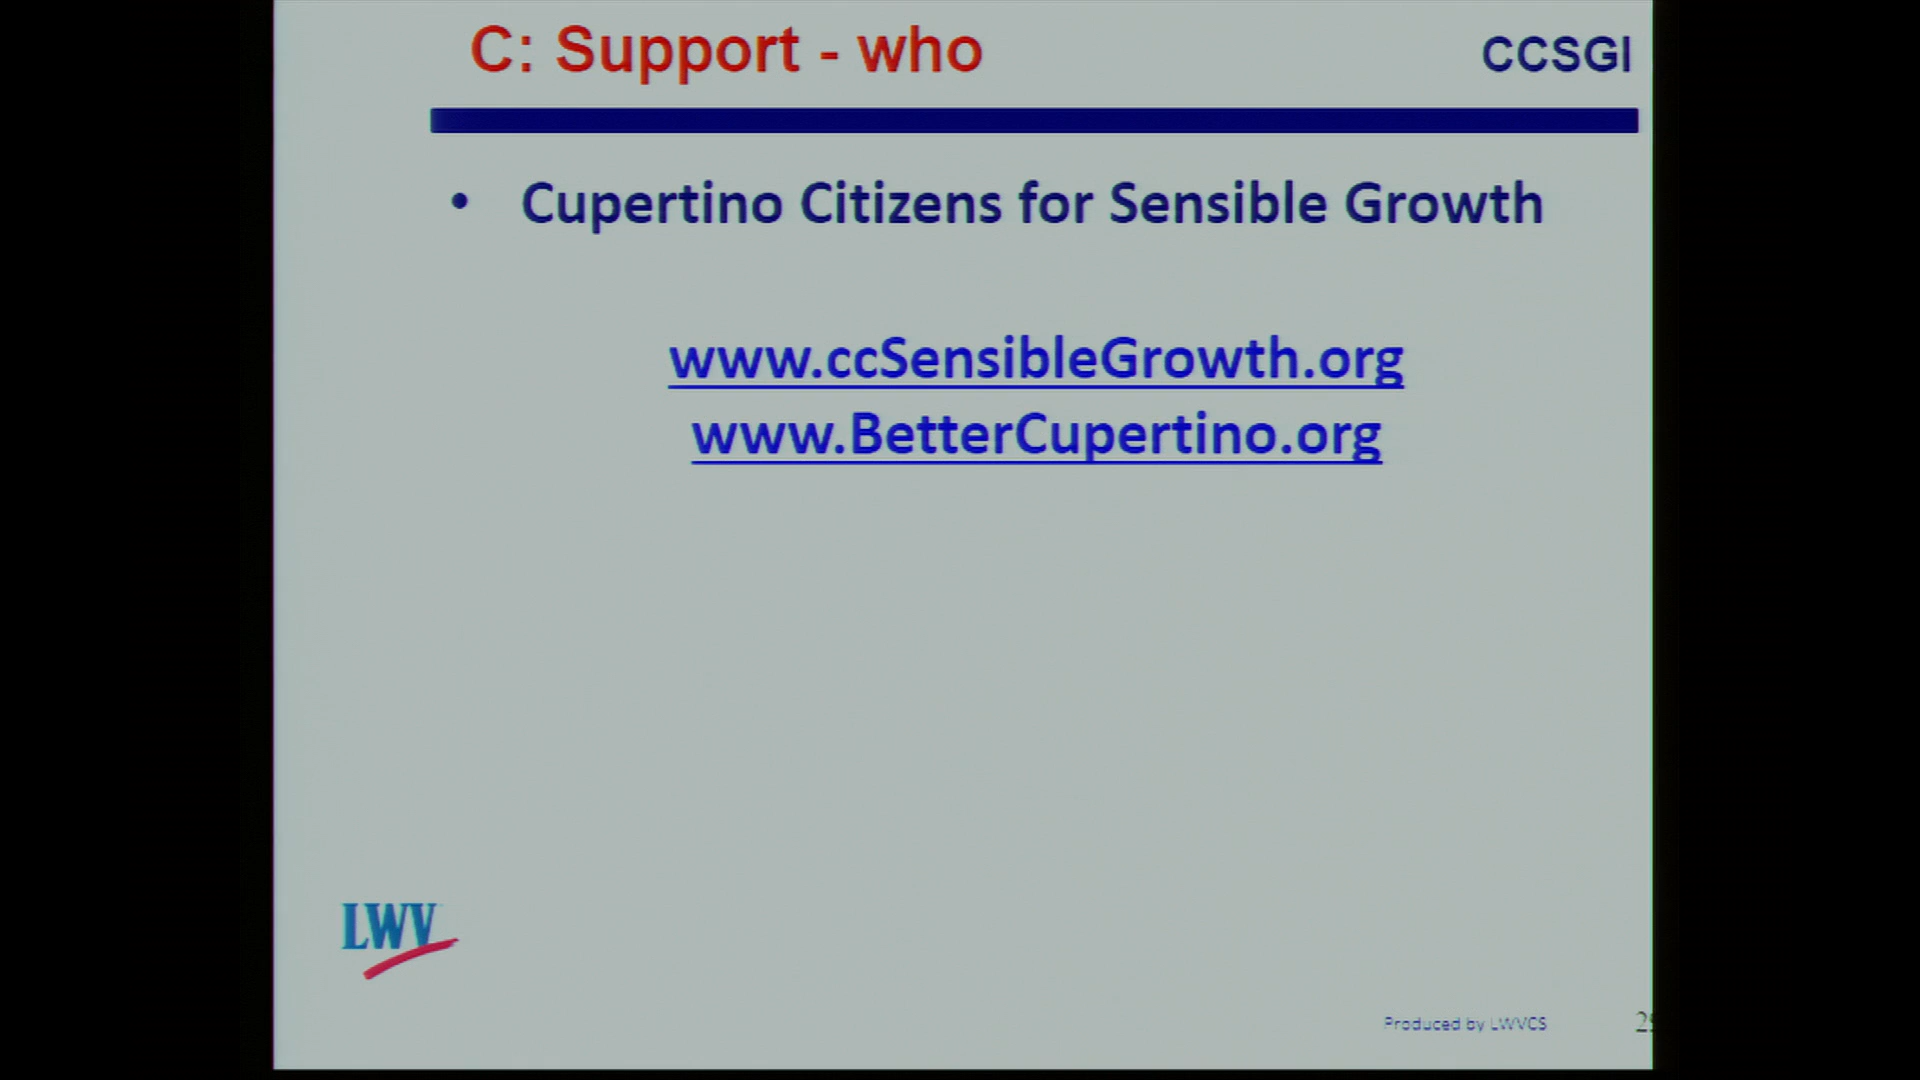 C: Support - who
CCSGI
• Cupertino Citizens for Sensible Growth
www.ccSensibleGrowth.org
www.BetterCupertino.org
LWV
Produced by LWVCS